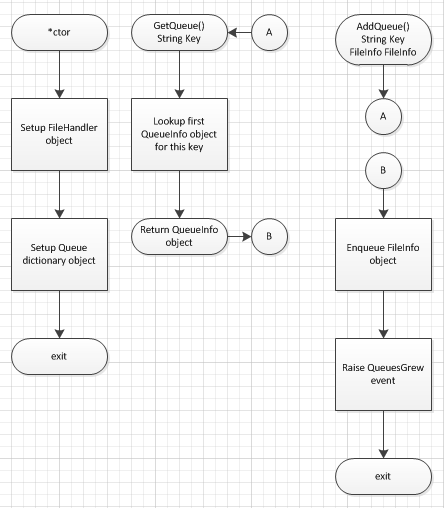 *ctor
Setup FileHandler
object
Setup Queue
dictionary object
exit
GetQueue()
String Key
A
Lookup first
QueueInfo object
for this key
Return QueueInfo
object
B
AddQueue()
String Key
FileInfo FileInfo
A
B
Enqueue FileInfo
object
Raise QueuesGrew
event
exit